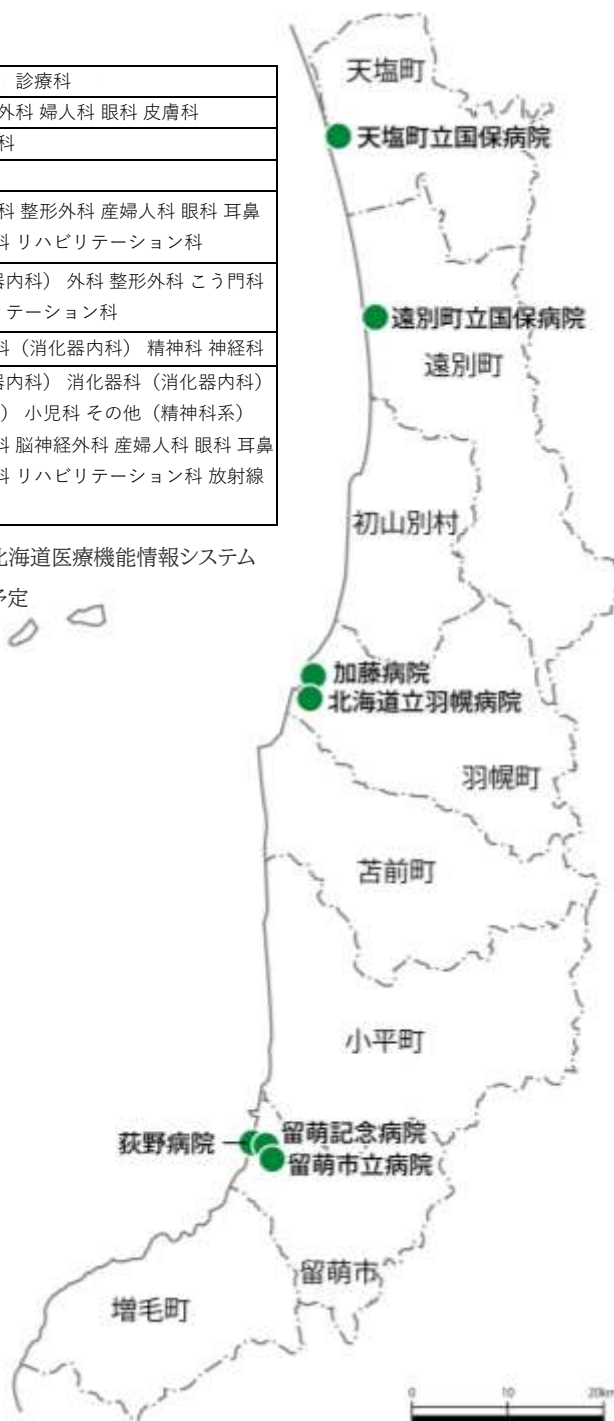 診療科
外科 婦人科 眼科 皮膚科
科
科 整形外科 産婦人科 眼科 耳鼻
科 リハビリテーション科
器内科） 外科 整形外科 こう門科
テーション科
科（消化器内科） 精神科 神経科
器内科） 消化器科（消化器内科）
） 小児科 その他（精神科系）
科 脳神経外科 産婦人科 眼科 耳鼻
科 リハビリテーション科 放射線
北海道医療機能情報システム
予定
天塩町
天塩町立国保病院
遠別町立国保病院
遠別町
初山別村
加藤病院
北海道立羽幌病院
羽幌町
苫前町
小平町
荻野病院
留萌記念病院
留萌市立病院
留萌市
増毛町
0 10 20km